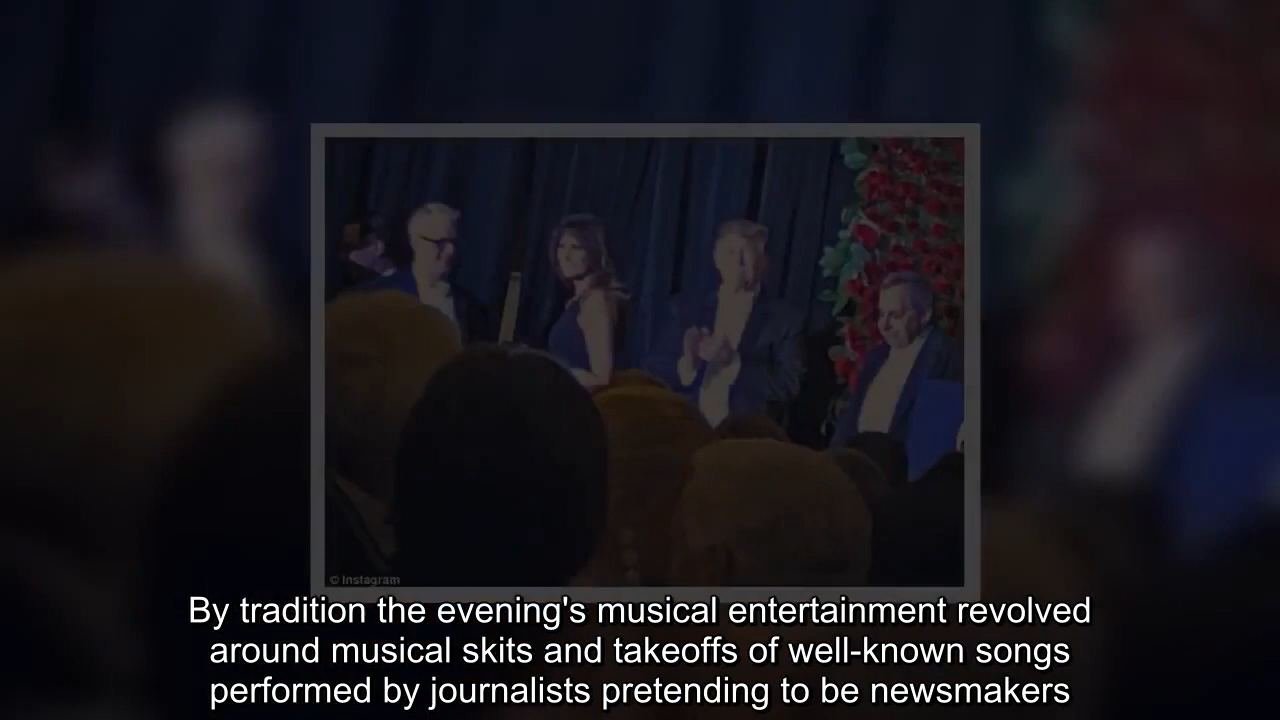 © Instagram
By tradition the evening's musical entertainment revolved
around musical skits and takeoffs of well-known songs
performed by journalists pretending to be newsmakers